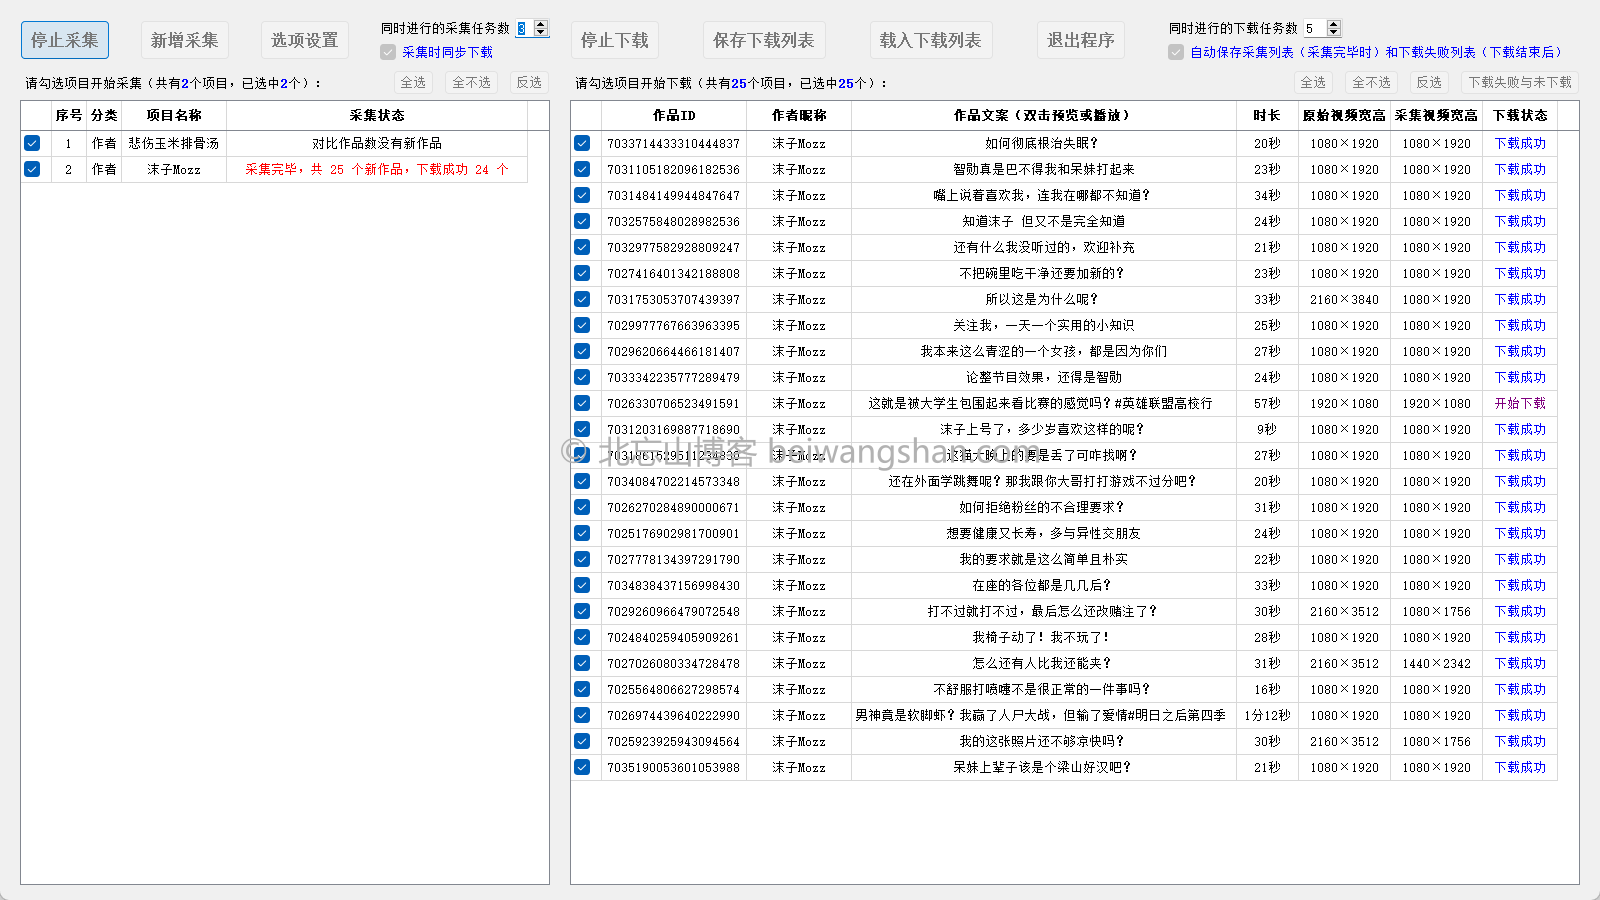 停止采集 新增采集 选项设置 同时进行的采集任务数 3 停止下载 保存下载列表 载入下载列表 退出程序 同时进行的下载任务数 5
采集时同步下载 自动保存采集列表（采集完毕时）和下载失败列表（下载结束后）
请勾选项目开始采集（共有2个项目，已选中2个）： 全选 全不选 反选 请勾选项目开始下载（共有25个项目，已选中25个）： 全选 全不选 反选 下载失败与未下载
序号 分类 项目名称 采集状态
1 作者 悲伤玉米排骨汤 对比作品数没有新作品
2 作者 沫子Mozz 采集完毕，共 25 个新作品，下载成功 24 个
作品ID 作者昵称 作品文案（双击预览或播放） 时长 原始视频宽高 采集视频宽高 下载状态
7033714433310444837 沫子Mozz 如何彻底根治失眠？ 20秒 1080×1920 1080×1920 下载成功
7031105182096182536 沫子Mozz 智勋真是巴不得我和呆妹打起来 23秒 1080×1920 1080×1920 下载成功
7031484149944847647 沫子Mozz 嘴上说着喜欢我，连我在哪都不知道？ 34秒 1080×1920 1080×1920 下载成功
7032575848028982536 沫子Mozz 知道沫子 但又不是完全知道 24秒 1080×1920 1080×1920 下载成功
7032977582928809247 沫子Mozz 还有什么我没听过的，欢迎补充 21秒 1080×1920 1080×1920 下载成功
7027416401342188808 沫子Mozz 不把碗里吃干净还要加新的？ 23秒 1080×1920 1080×1920 下载成功
7031753053707439397 沫子Mozz 所以这是为什么呢？ 33秒 2160×3840 1080×1920 下载成功
7029977767663963395 沫子Mozz 关注我，一天一个实用的小知识 25秒 1080×1920 1080×1920 下载成功
7029620664466181407 沫子Mozz 我本来这么青涩的一个女孩，都是因为你们 27秒 1080×1920 1080×1920 下载成功
7033342235777289479 沫子Mozz 论整节目效果，还得是智勋 24秒 1080×1920 1080×1920 下载成功
7026330706523491591 沫子Mozz 这就是被大学生包围起来看比赛的感觉吗？#英雄联盟高校行 57秒 1920×1080 1920×1080 开始下载
7031203169887718690 沫子Mozz 沫子上号了，多少岁喜欢这样的呢？ 9秒 1080×1920 1080×1920 下载成功
© 北忘山博客 beiwangshan.com
7031861529511234830 沫子Mozz 这猫大晚上的要是丢了可咋找啊？ 27秒 1080×1920 1080×1920 下载成功
7034084702214573348 沫子Mozz 还在外面学跳舞呢？那我跟你大哥打打游戏不过分吧？ 20秒 1080×1920 1080×1920 下载成功
7026270284890000671 沫子Mozz 如何拒绝粉丝的不合理要求？ 31秒 1080×1920 1080×1920 下载成功
7025176902981700901 沫子Mozz 想要健康又长寿，多与异性交朋友 24秒 1080×1920 1080×1920 下载成功
7027778134397291790 沫子Mozz 我的要求就是这么简单且朴实 22秒 1080×1920 1080×1920 下载成功
7034838437156998430 沫子Mozz 在座的各位都是几几后？ 33秒 1080×1920 1080×1920 下载成功
7029260966479072548 沫子Mozz 打不过就打不过，最后怎么还改赌注了？ 30秒 2160×3512 1080×1756 下载成功
7024840259405909261 沫子Mozz 我椅子动了！我不玩了！ 28秒 1080×1920 1080×1920 下载成功
7027026080334728478 沫子Mozz 怎么还有人比我还能夹？ 31秒 2160×3512 1440×2342 下载成功
7025564806627298574 沫子Mozz 不舒服打喷嚏不是很正常的一件事吗？ 16秒 1080×1920 1080×1920 下载成功
7026974439640222990 沫子Mozz 男神竟是软脚虾？我赢了人尸大战，但输了爱情#明日之后第四季 1分12秒 1080×1920 1080×1920 下载成功
7025923925943094564 沫子Mozz 我的这张照片还不够凉快吗？ 30秒 2160×3512 1080×1756 下载成功
7035190053601053988 沫子Mozz 呆妹上辈子该是个梁山好汉吧？ 21秒 1080×1920 1080×1920 下载成功